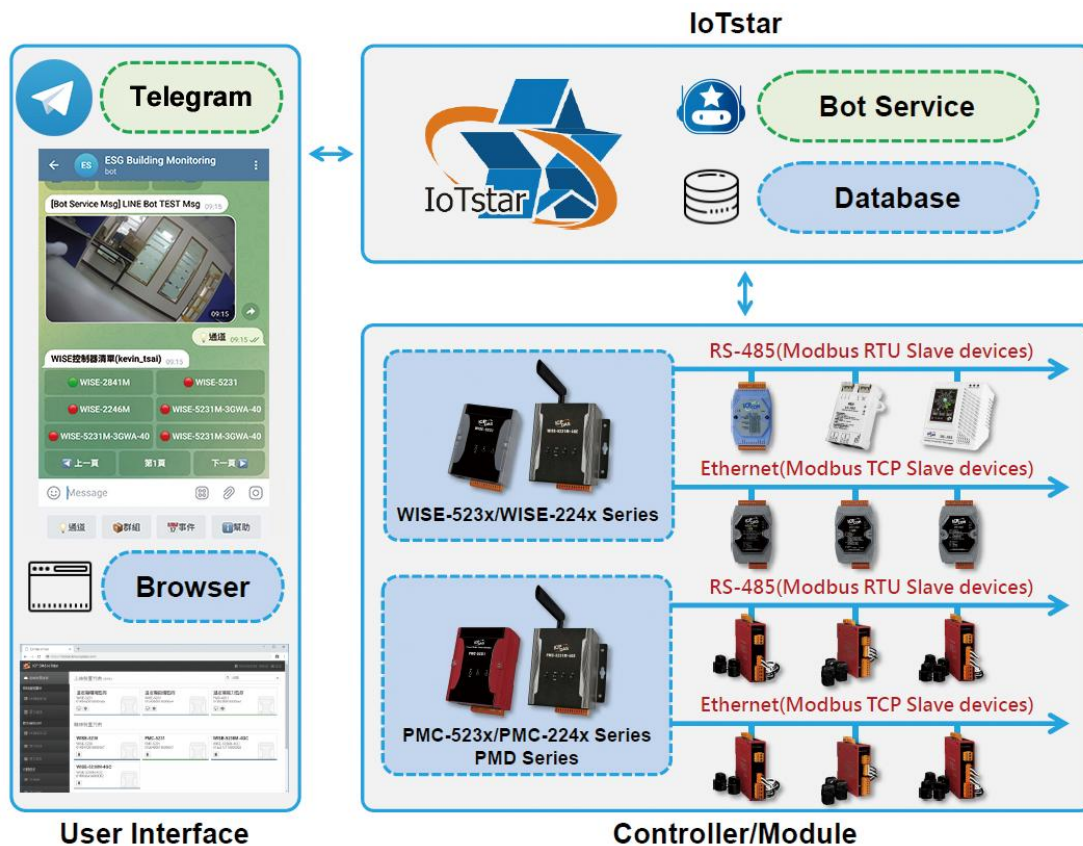 IoTstar
Telegram
ES
ESG Building Monitoring
bot
[Bot Service Msg] LINE Bot TEST Msg 09:15
09:15
通道 09:15
WISE控制器清單(kevin_tsai) 09:15
WISE-2841M
WISE-5231
WISE-2246M
WISE-5231M-3GWA-40
WISE-5231M-3GWA-40
WISE-5231M-3GWA-40
上一頁
第1頁
下一頁
Message
通道
群組
事件
幫助
Browser
User Interface
IoTstar
Bot Service
Database
RS-485(Modbus RTU Slave devices)
Ethernet(Modbus TCP Slave devices)
WISE-523x/WISE-224x Series
RS-485(Modbus RTU Slave devices)
Ethernet(Modbus TCP Slave devices)
PMC-523x/PMC-224x Series
PMD Series
Controller/Module